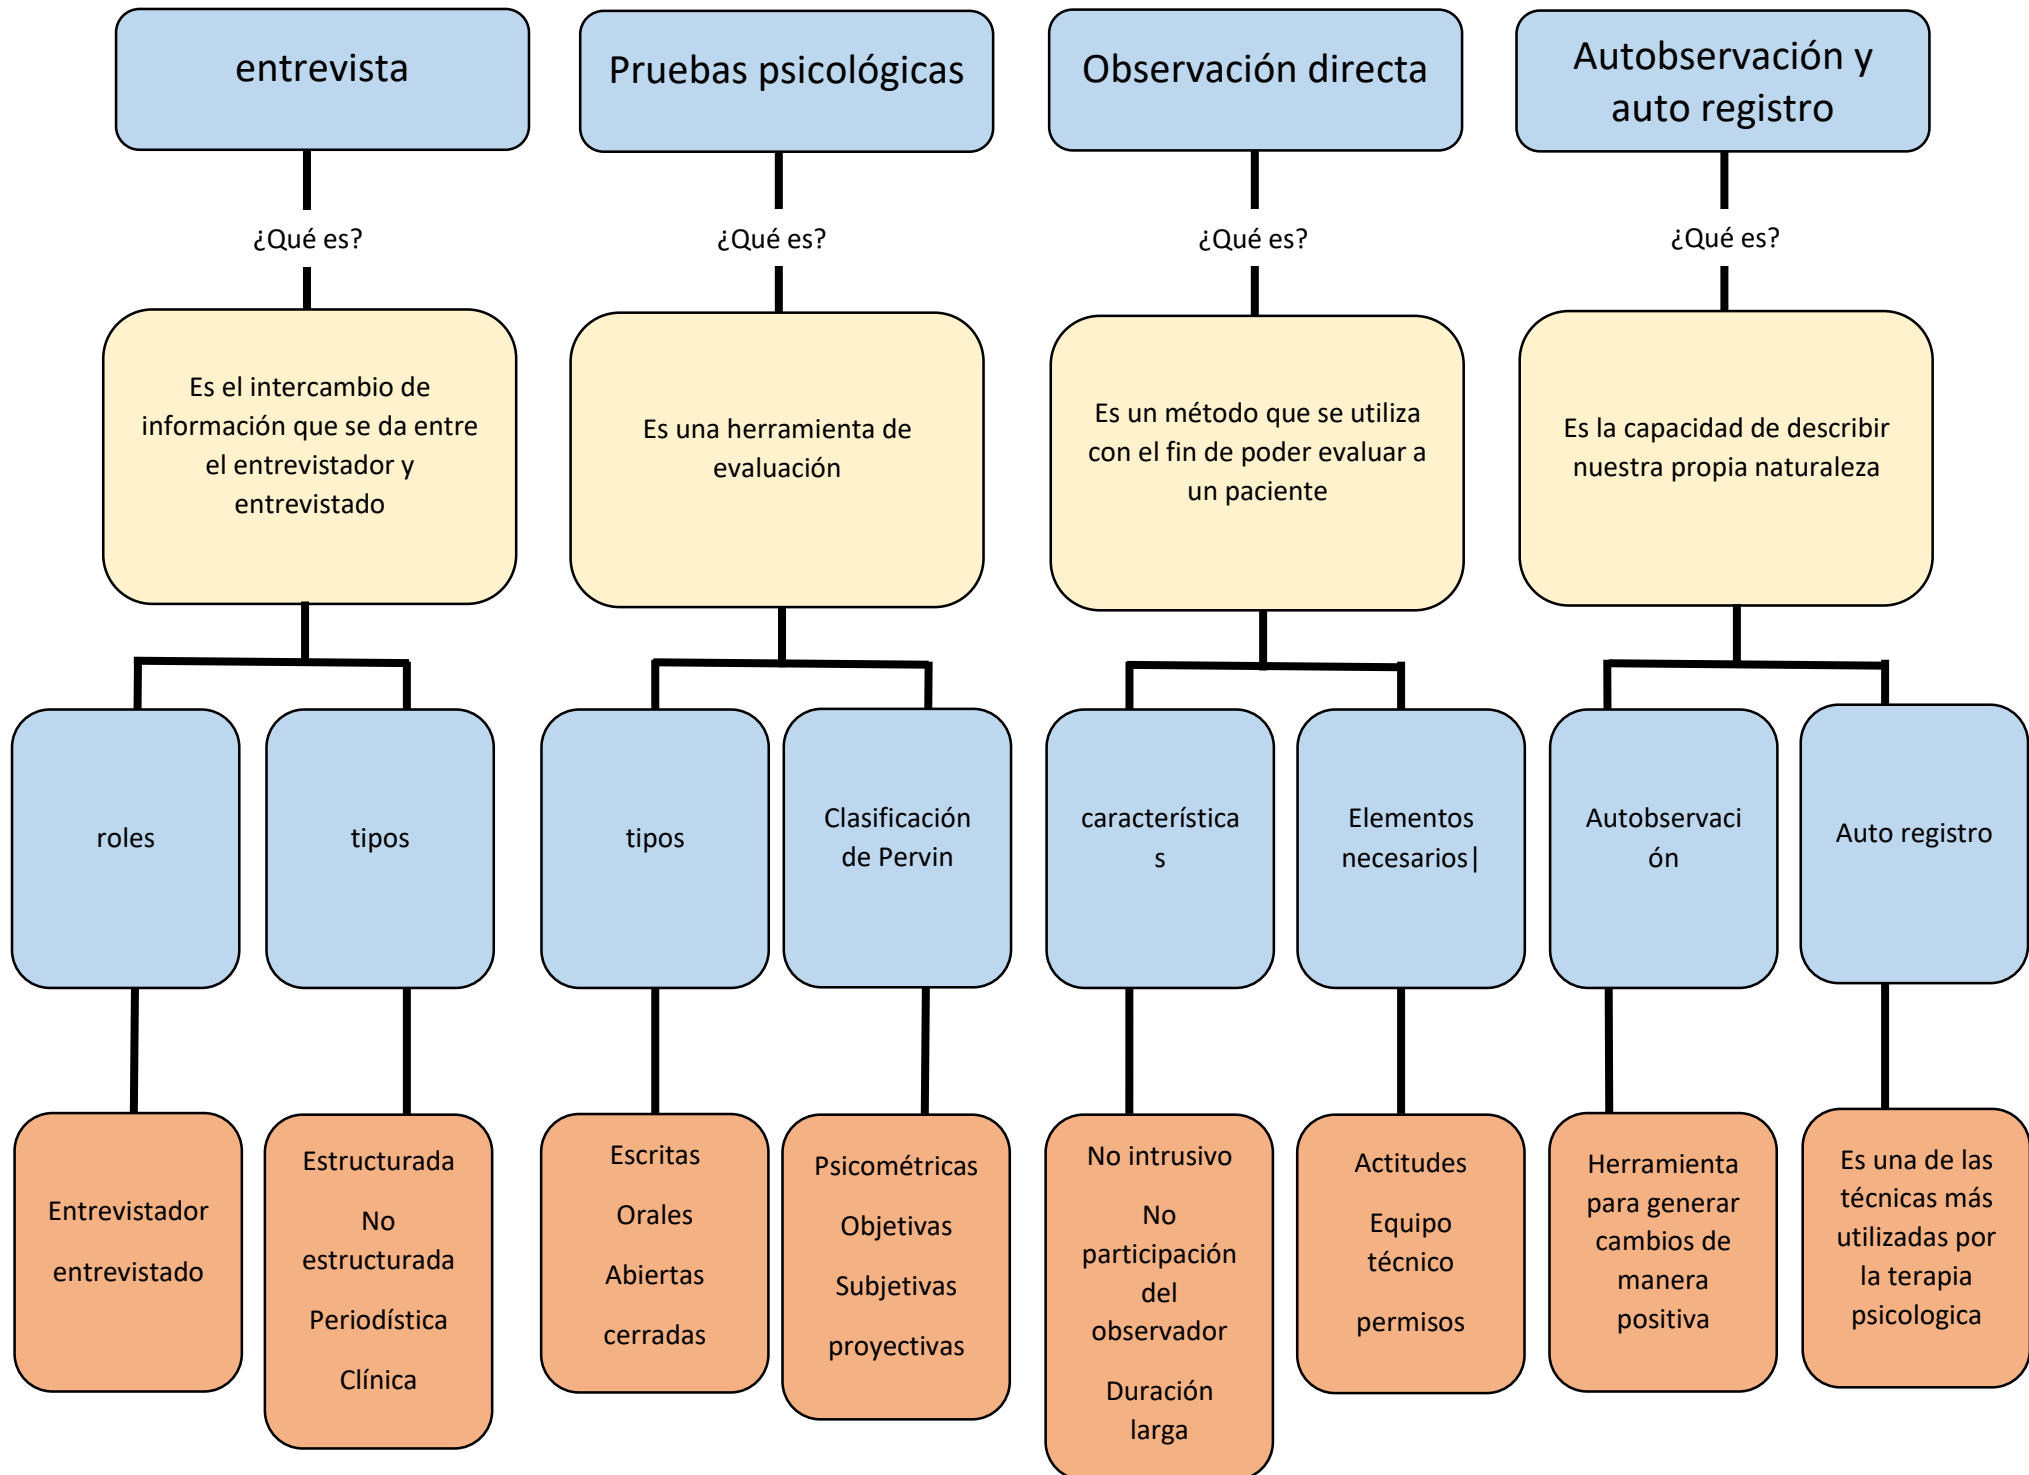 entrevista
Pruebas psicológicas
Observación directa
Autobservación y
auto registro
¿Qué es?
¿Qué es?
¿Qué es?
¿Qué es?
Es el intercambio de
información que se da entre
el entrevistador y
entrevistado
Es una herramienta de
evaluación
Es un método que se utiliza
con el fin de poder evaluar a
un paciente
Es la capacidad de describir
nuestra propia naturaleza
roles
tipos
tipos
Clasificación
de Pervin
característica
s
Elementos
necesarios|
Autobservaci
ón
Auto registro
Entrevistador
entrevistado
Estructurada
No
estructurada
Periodística
Clínica
Escritas
Orales
Abiertas
cerradas
Psicométricas
Objetivas
Subjetivas
proyectivas
No intrusivo
No
participación
del
observador
Duración
larga
Actitudes
Equipo
técnico
permisos
Herramienta
para generar
cambios de
manera
positiva
Es una de las
técnicas más
utilizadas por
la terapia
psicologica